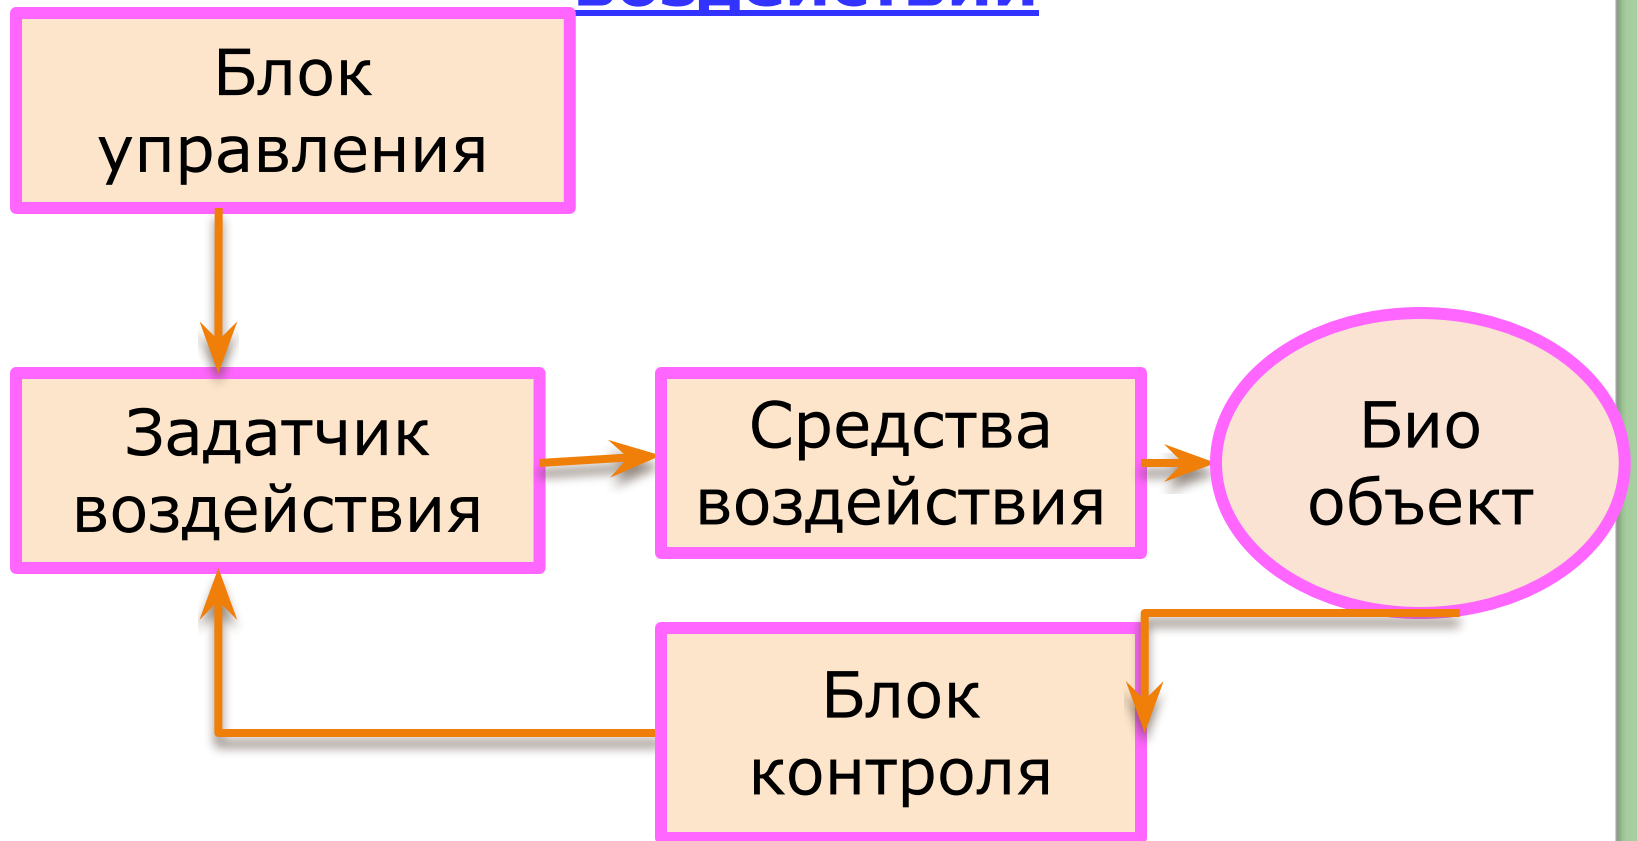 Блок
управления
Задатчик
воздействия
Средства
воздействия
Био
объект
Блок
контроля